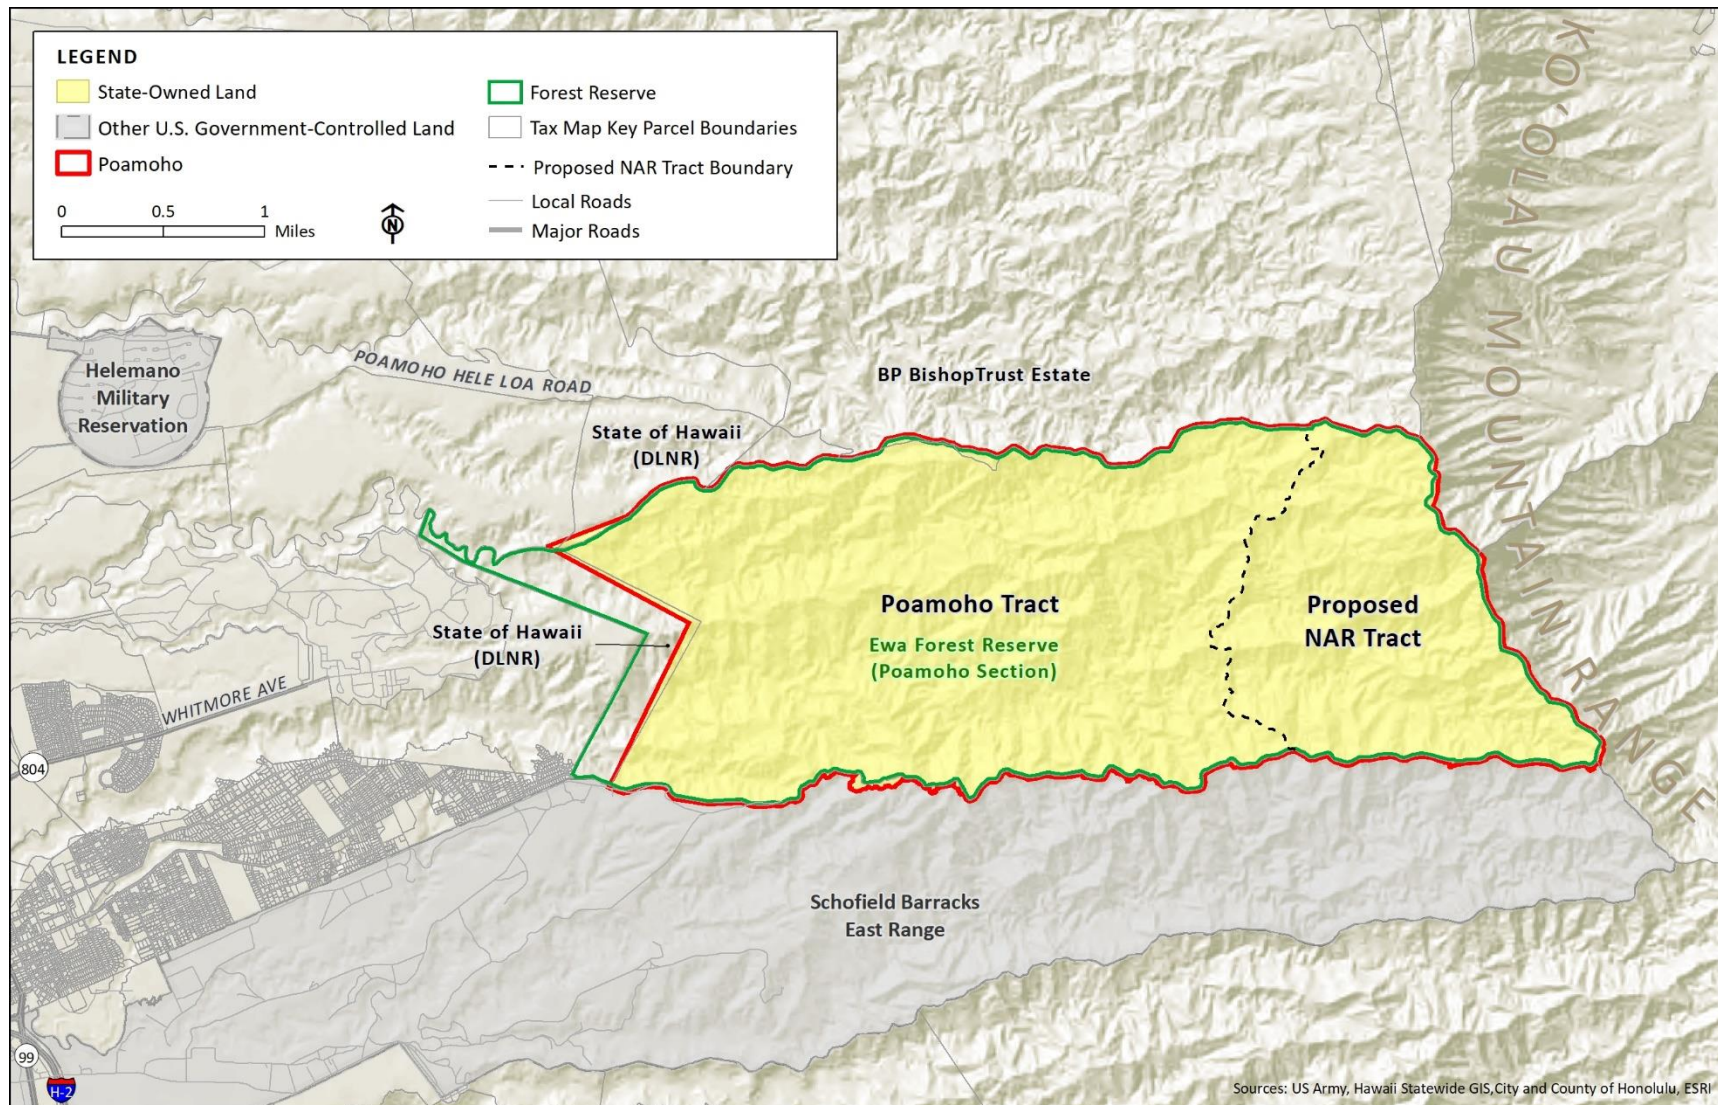 LEGEND
State-Owned Land
Other U.S. Government-Controlled Land
Poamoho
Forest Reserve
Tax Map Key Parcel Boundaries
Proposed NAR Tract Boundary
Local Roads
Major Roads
0 0.5 1
Miles
N
KO'OLAU MOUNTAIN RANGE
Helemano
Military
Reservation
POAMOHO HELE LOA ROAD
BP BishopTrust Estate
State of Hawaii
(DLNR)
Poamoho Tract
Ewa Forest Reserve
(Poamoho Section)
Proposed
NAR Tract
State of Hawaii
(DLNR)
WHITMORE AVE
804
Schofield Barracks
East Range
99
H-2
Sources: US Army, Hawaii Statewide GIS,City and County of Honolulu, ESRI